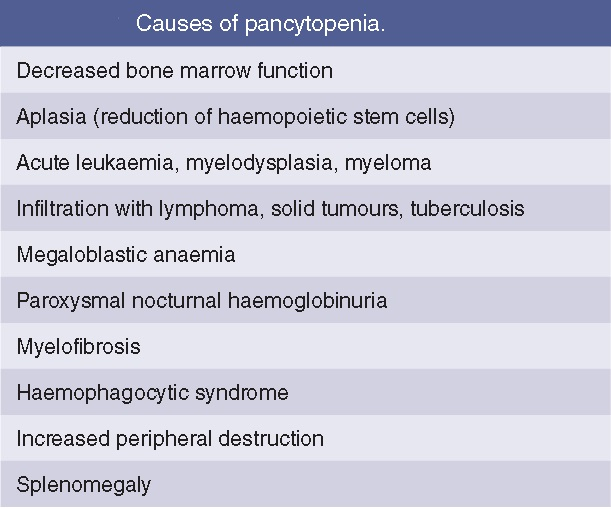 Causes of pancytopenia.
Decreased bone marrow function
Aplasia (reduction of haemopoietic stem cells)
Acute leukaemia, myelodysplasia, myeloma
Infiltration with lymphoma, solid tumours, tuberculosis
Megaloblastic anaemia
Paroxysmal nocturnal haemoglobinuria
Myelofibrosis
Haemophagocytic syndrome
Increased peripheral destruction
Splenomegaly